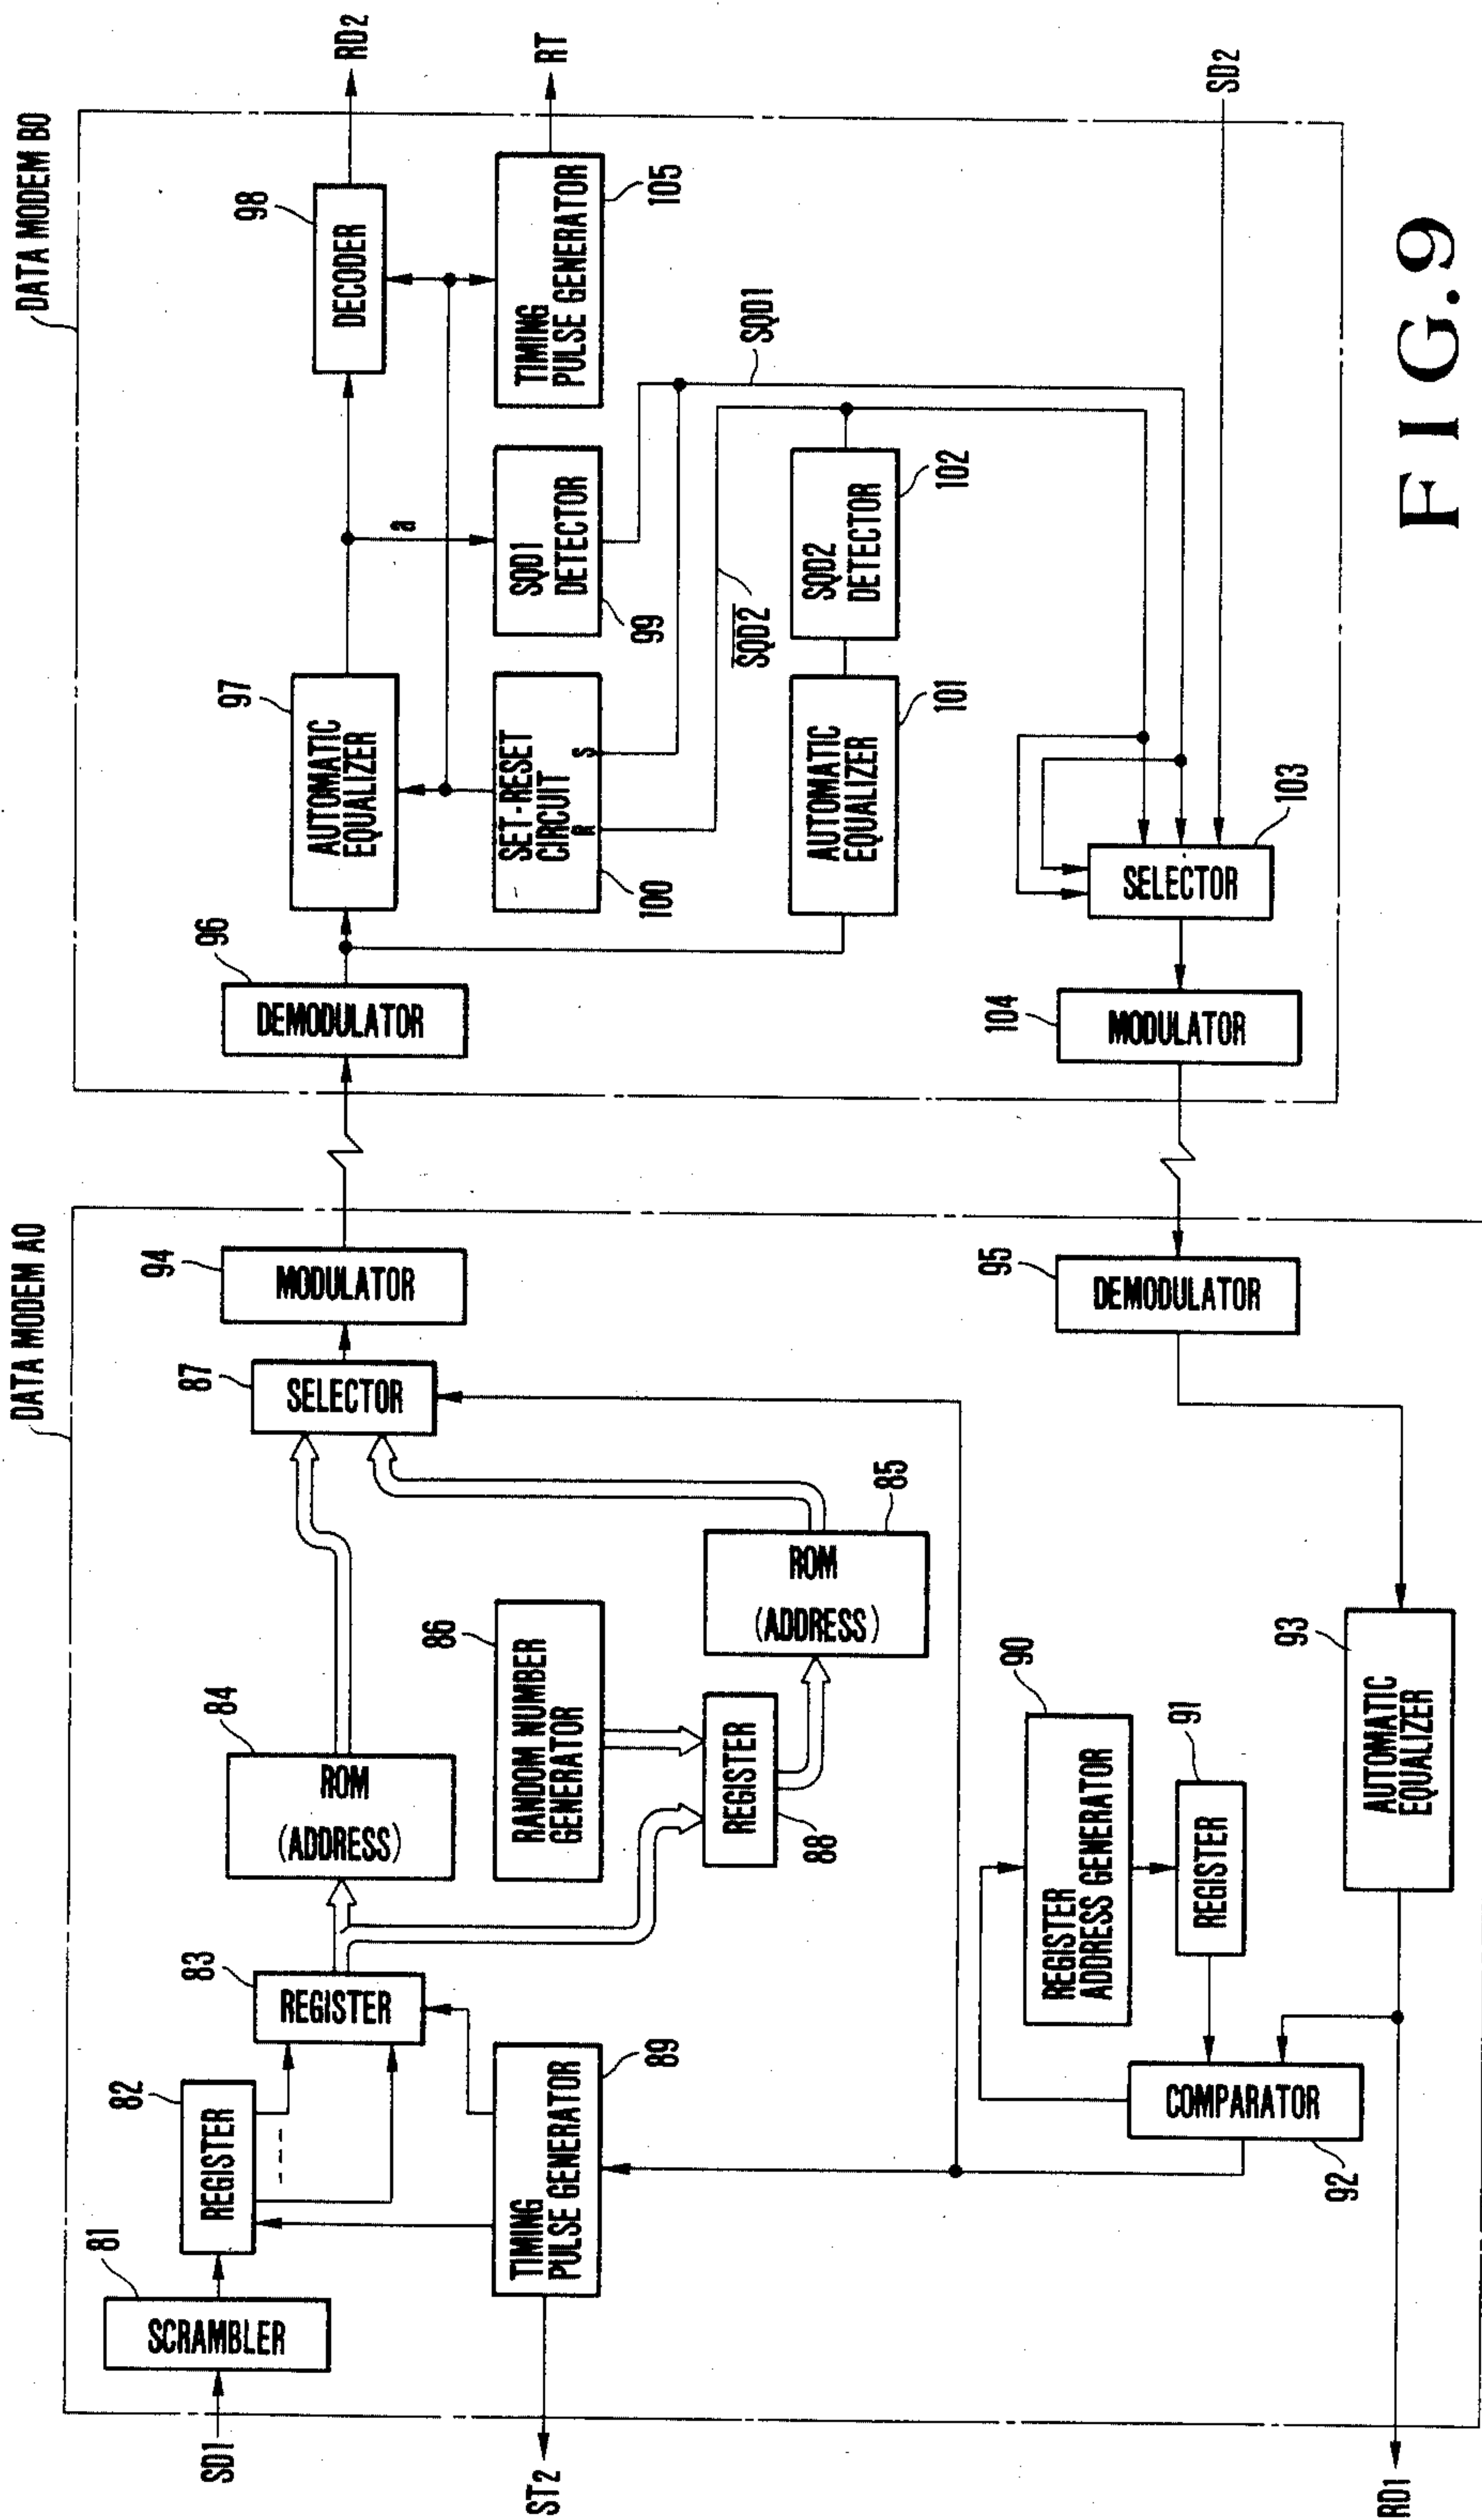 DATA MODEM A0
DATA MODEM B0
SD1
81
SCRAMBLER
82
REGISTER
83
REGISTER
84
ROM
(ADDRESS)
87
SELECTOR
94
MODULATOR
ST2
TIMING
PULSE GENERATOR
89
86
RANDOM NUMBER
GENERATOR
REGISTER
88
85
ROM
(ADDRESS)
90
REGISTER
ADDRESS GENERATOR
91
REGISTER
COMPARATOR
92
93
AUTOMATIC
EQUALIZER
95
DEMODULATOR
RD1
96
DEMODULATOR
97
AUTOMATIC
EQUALIZER
98
DECODER
RD2
a
SET-RESET
CIRCUIT
R
S
100
SQD1
DETECTOR
99
TIMING
PULSE GENERATOR
105
RT
SQD2
SQD1
AUTOMATIC
EQUALIZER
101
SQD2
DETECTOR
102
SELECTOR
103
104
MODULATOR
SD2
FIG.9